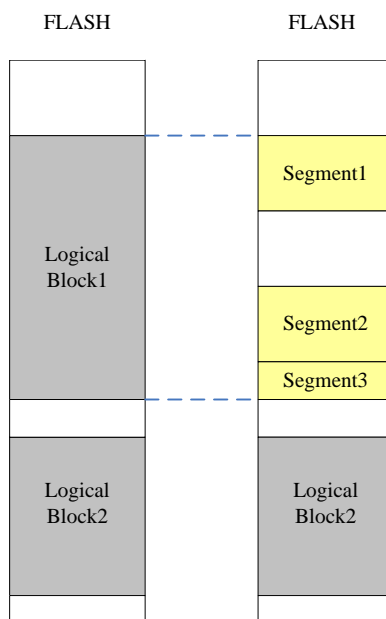 FLASH
FLASH
Logical
Block1
Segment1
Segment2
Segment3
Logical
Block2
Logical
Block2